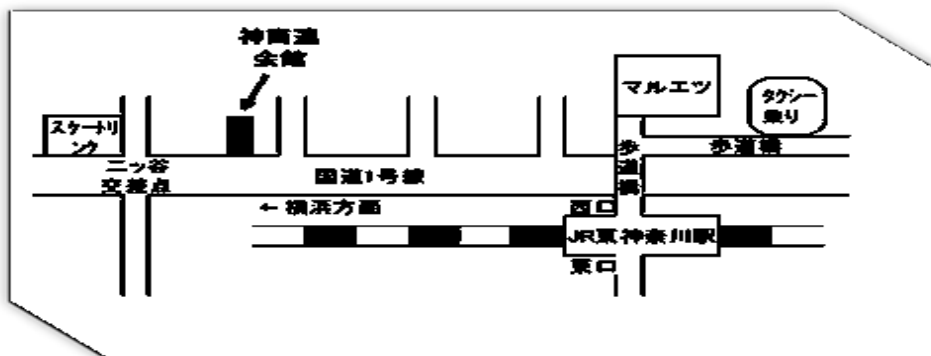 神商連
会館
マルエツ
タクシー
乗り
スケートリ
ンク
歩道橋
歩道橋
二ッ谷
交差点
国道1号線
← 横浜方面
西口
JR東神奈川駅
東口